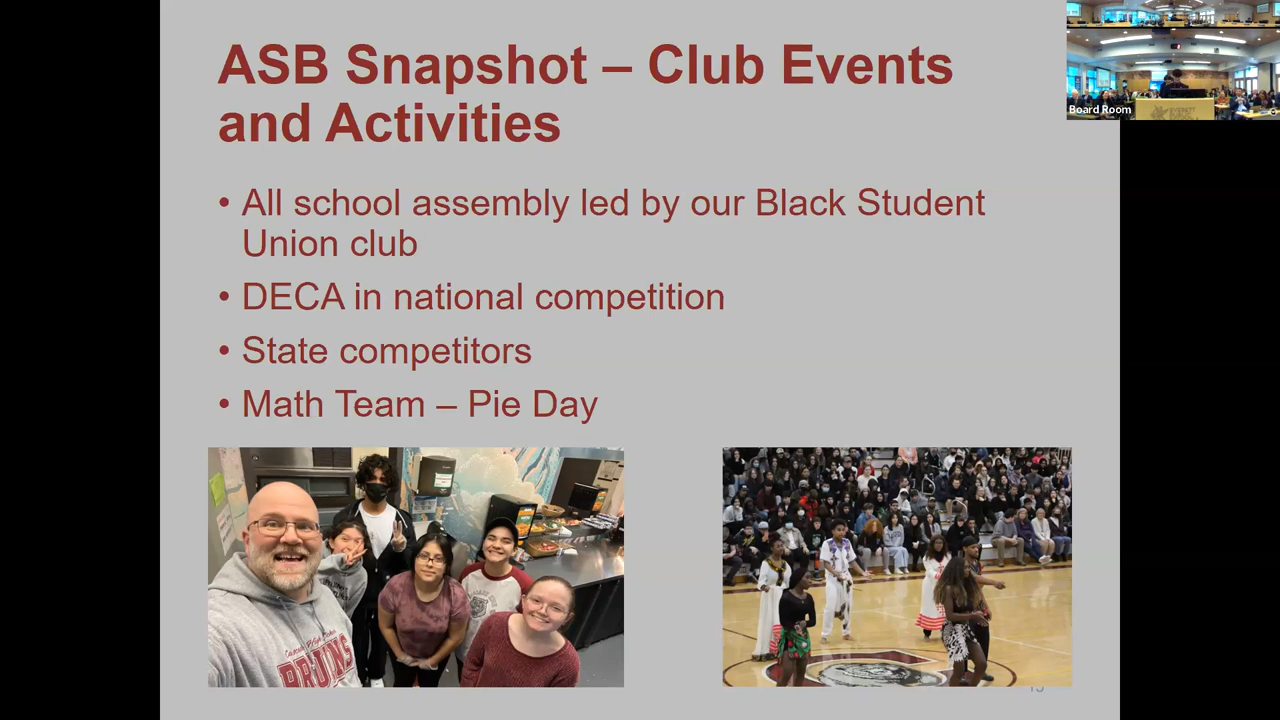 ASB Snapshot – Club Events
and Activities
• All school assembly led by our Black Student
Union club
• DECA in national competition
• State competitors
• Math Team – Pie Day
Board Room
EVERETT
BRUINS